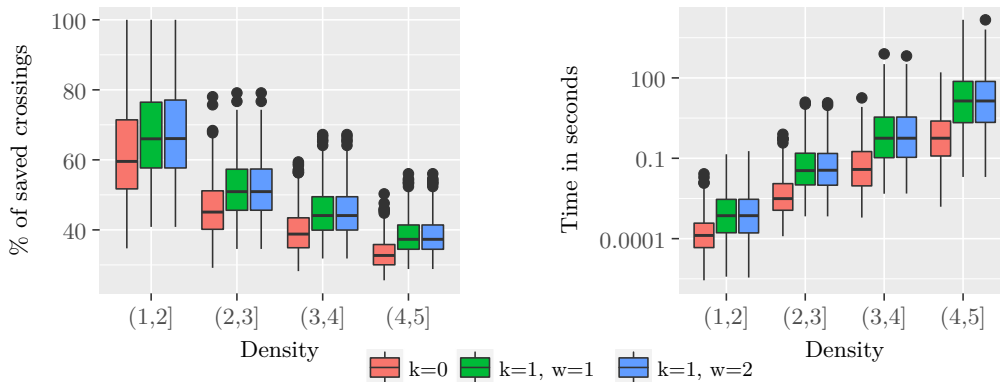 % of saved crossings
100
80
60
40
(1,2]
(2,3]
(3,4]
(4,5]
Density
Time in seconds
100
0.1
0.0001
(1,2]
(2,3]
(3,4]
(4,5]
Density
k=0
k=1, w=1
k=1, w=2